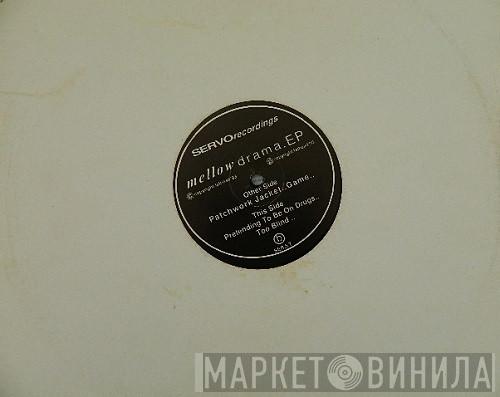 SERVOrecordings
mellow drama.EP
Other Side
Patchwork Jacket.. Game..
This Side
Pretending To Be On Drugs..
Too Blind..
МАРКЕТ ВИНИЛА